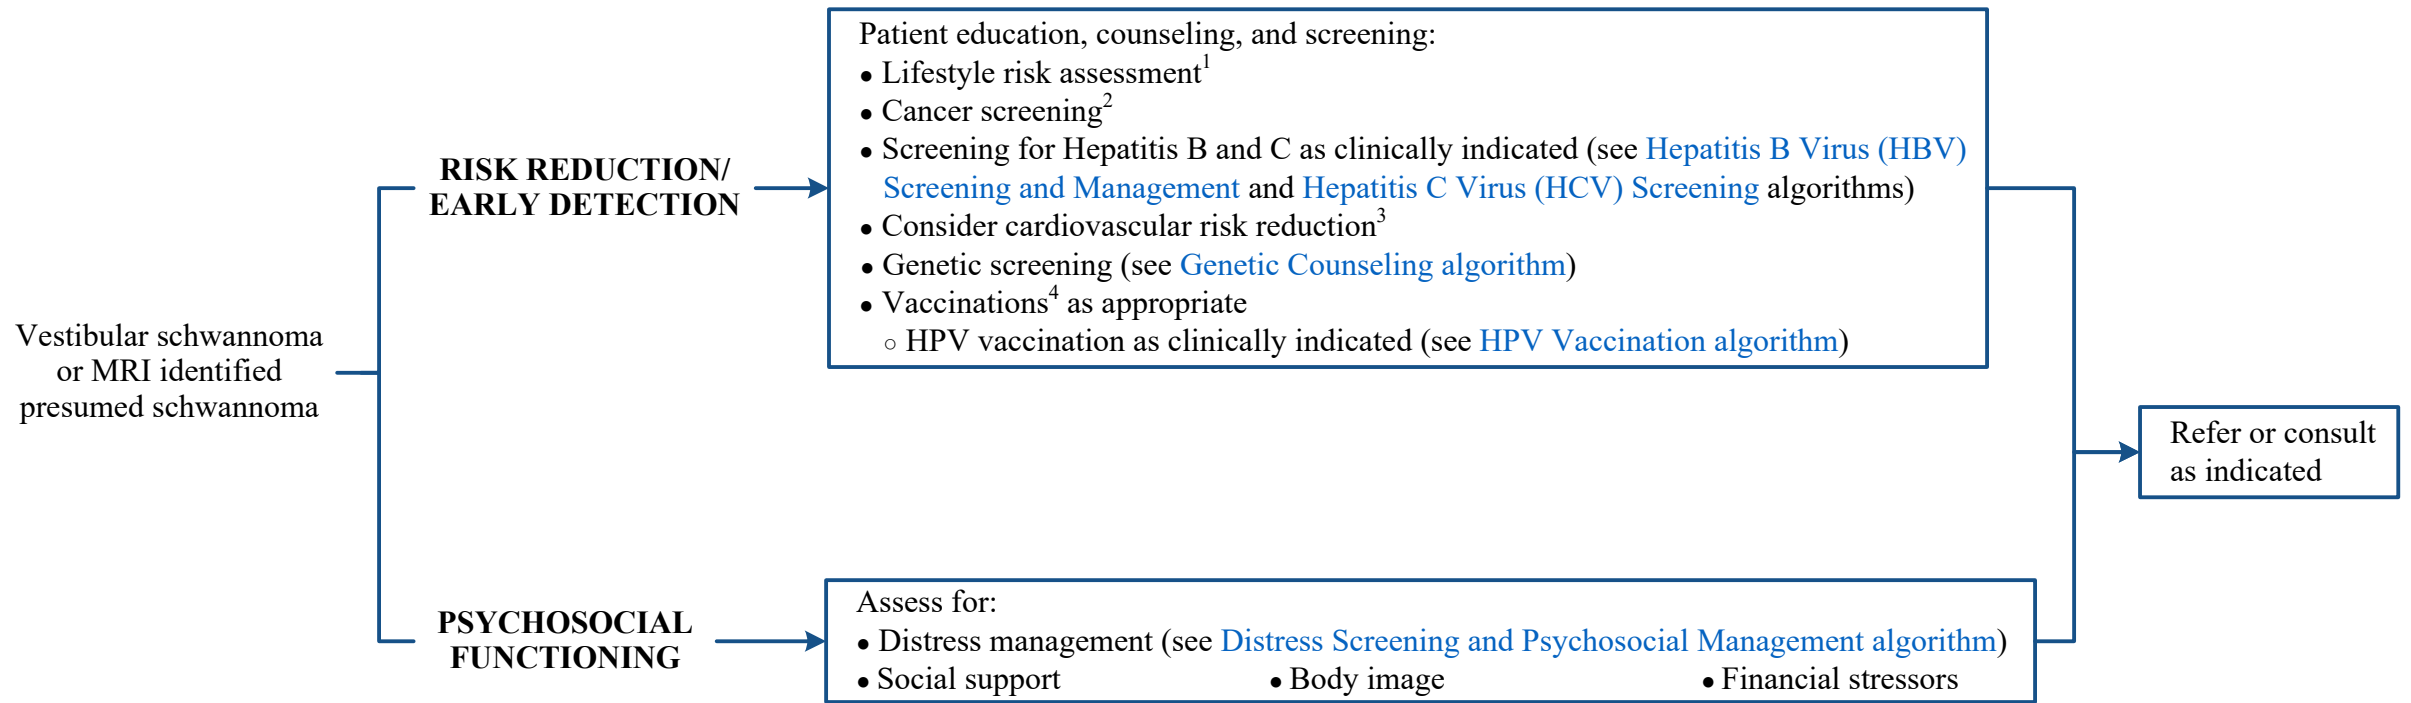 Patient education, counseling, and screening:
● Lifestyle risk assessment1
● Cancer screening2
● Screening for Hepatitis B and C as clinically indicated (see Hepatitis B Virus (HBV)
Screening and Management and Hepatitis C Virus (HCV) Screening algorithms)
● Consider cardiovascular risk reduction3
● Genetic screening (see Genetic Counseling algorithm)
● Vaccinations4 as appropriate
○ HPV vaccination as clinically indicated (see HPV Vaccination algorithm)
RISK REDUCTION/
EARLY DETECTION
Vestibular schwannoma
or MRI identified
presumed schwannoma
Refer or consult
as indicated
PSYCHOSOCIAL
FUNCTIONING
Assess for:
● Distress management (see Distress Screening and Psychosocial Management algorithm)
● Social support ● Body image ● Financial stressors